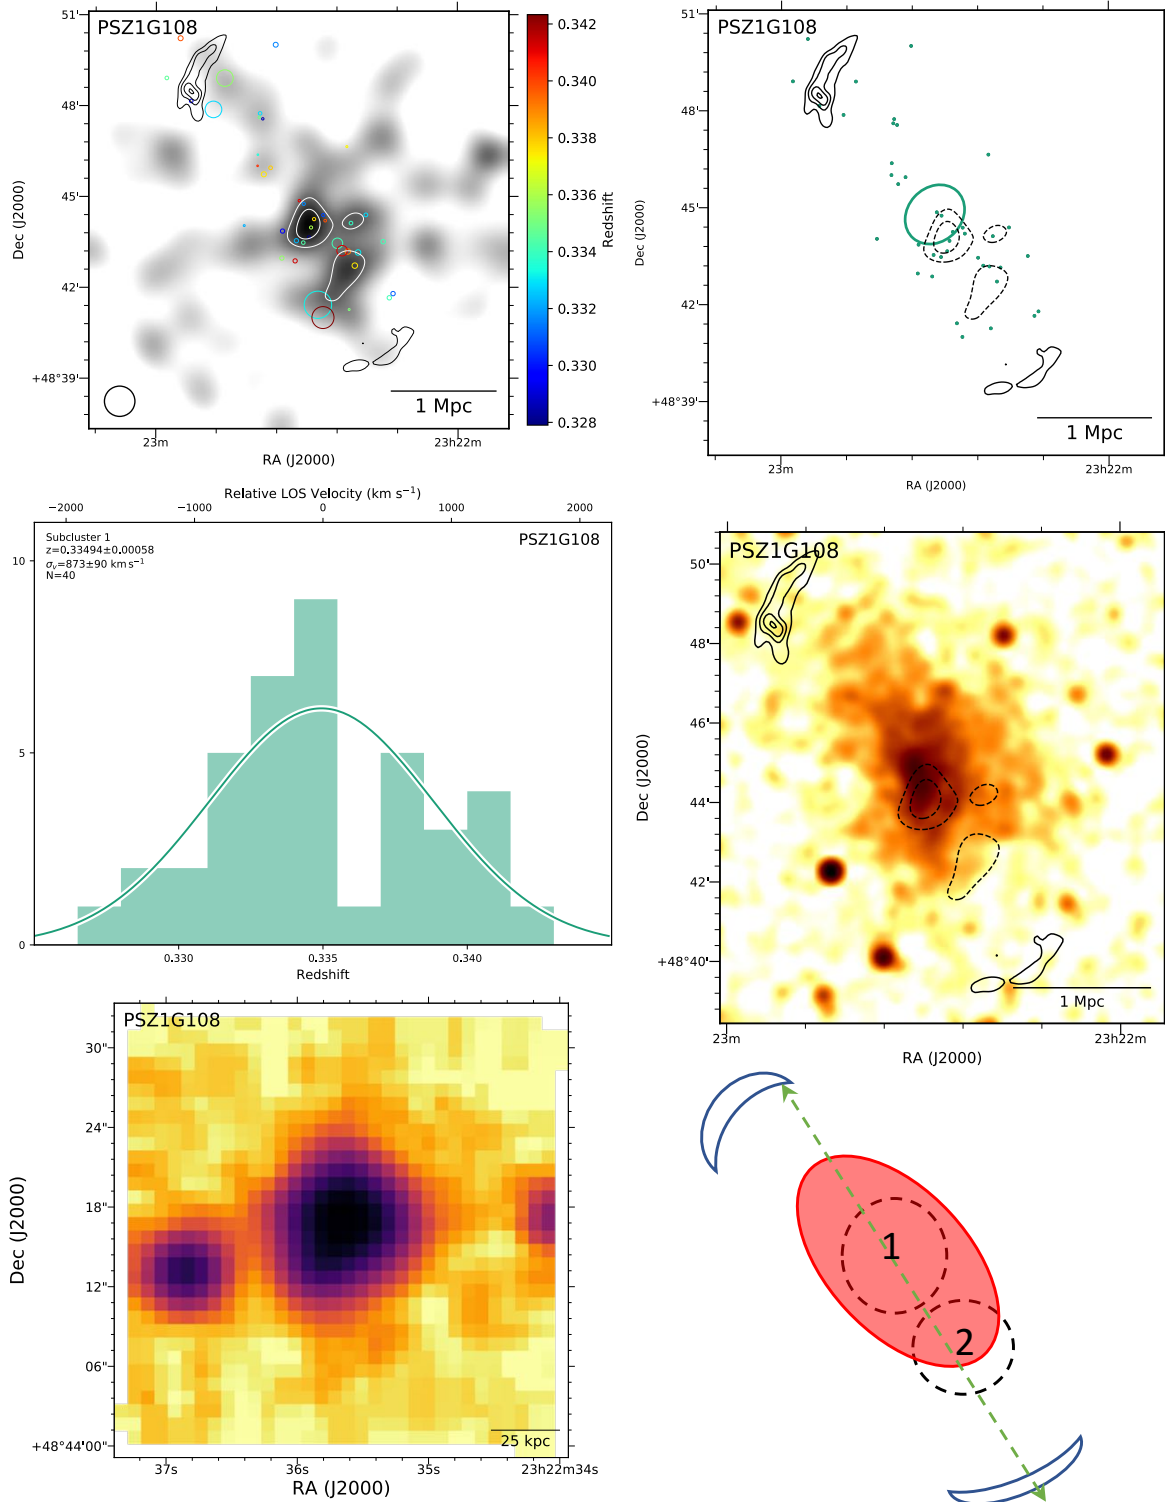 PSZ1G108
51'
48'
45'
42'
+48°39'
Dec (J2000)
23m
23h22m
RA (J2000)
1 Mpc
0.342
0.340
0.338
0.336
0.334
0.332
0.330
0.328
Redshift
PSZ1G108
51'
48'
45'
42'
+48°39'
Dec (J2000)
23m
23h22m
RA (J2000)
1 Mpc
Relative LOS Velocity (km s⁻¹)
−2000
−1000
0
1000
2000
Subcluster 1
z=0.33494±0.00058
σᵥ=873±90 km s⁻¹
N=40
PSZ1G108
10
5
0
0.330
0.335
0.340
Redshift
PSZ1G108
50'
48'
46'
44'
42'
+48°40'
Dec (J2000)
23m
23h22m
RA (J2000)
1 Mpc
PSZ1G108
30"
24"
18"
12"
06"
+48°44'00"
Dec (J2000)
37s
36s
35s
23h22m34s
RA (J2000)
25 kpc
1
2